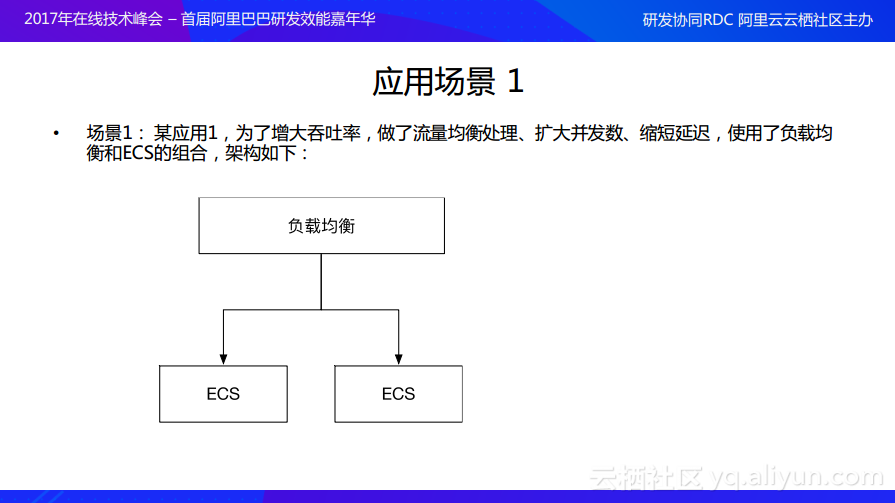 2017年在线技术峰会 – 首届阿里巴巴研发效能嘉年华
研发协同RDC 阿里云云栖社区主办
应用场景 1
• 场景1： 某应用1，为了增大吞吐率，做了流量均衡处理、扩大并发数、缩短延迟，使用了负载均
衡和ECS的组合，架构如下：
负载均衡
ECS
ECS
云栖社区 yq.aliyun.com